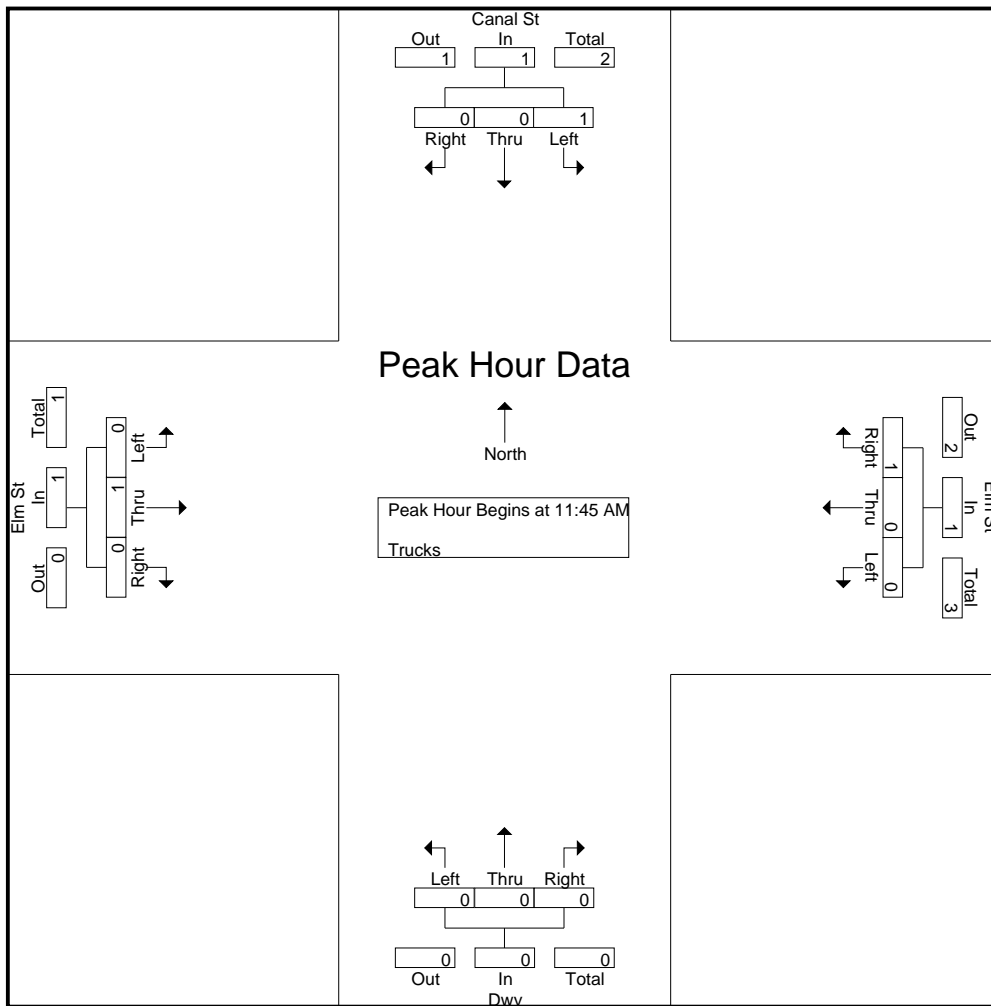 Canal St
Out In Total
1 1 2
0 0 1
Right Thru Left
Peak Hour Data
North
Peak Hour Begins at 11:45 AM
Trucks
Elm St
Out In Total
0 1 1
Right Thru Left
0 1 0
Elm St
Out In Total
2 1 3
Right Thru Left
1 0 0
Left Thru Right
0 0 0
0 0 0
Out In Total
Dwy